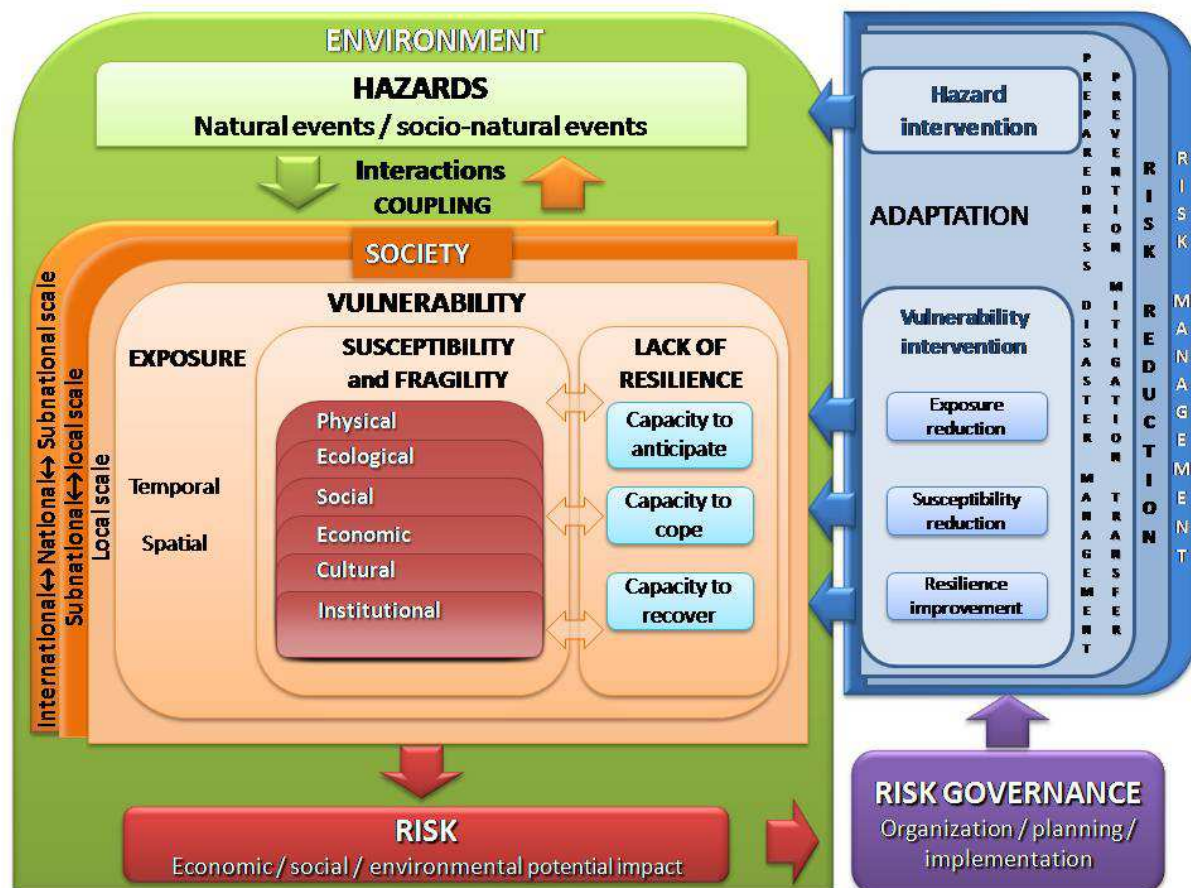 ENVIRONMENT
HAZARDS
Natural events / socio-natural events
Interactions
COUPLING
SOCIETY
International↔National↔Subnational scale
Subnational↔local scale
Local scale
VULNERABILITY
EXPOSURE
Temporal
Spatial
SUSCEPTIBILITY
and FRAGILITY
Physical
Ecological
Social
Economic
Cultural
Institutional
LACK OF
RESILIENCE
Capacity to
anticipate
Capacity to
cope
Capacity to
recover
RISK
Economic / social / environmental potential impact
Hazard
intervention
ADAPTATION
Vulnerability
intervention
Exposure
reduction
Susceptibility
reduction
Resilience
improvement
PREPAREDNESS DISASTER MANAGEMENT
PREVENTION MITIGATION TRANSFER
RISK REDUCTION
RISK MANAGEMENT
RISK GOVERNANCE
Organization / planning /
implementation